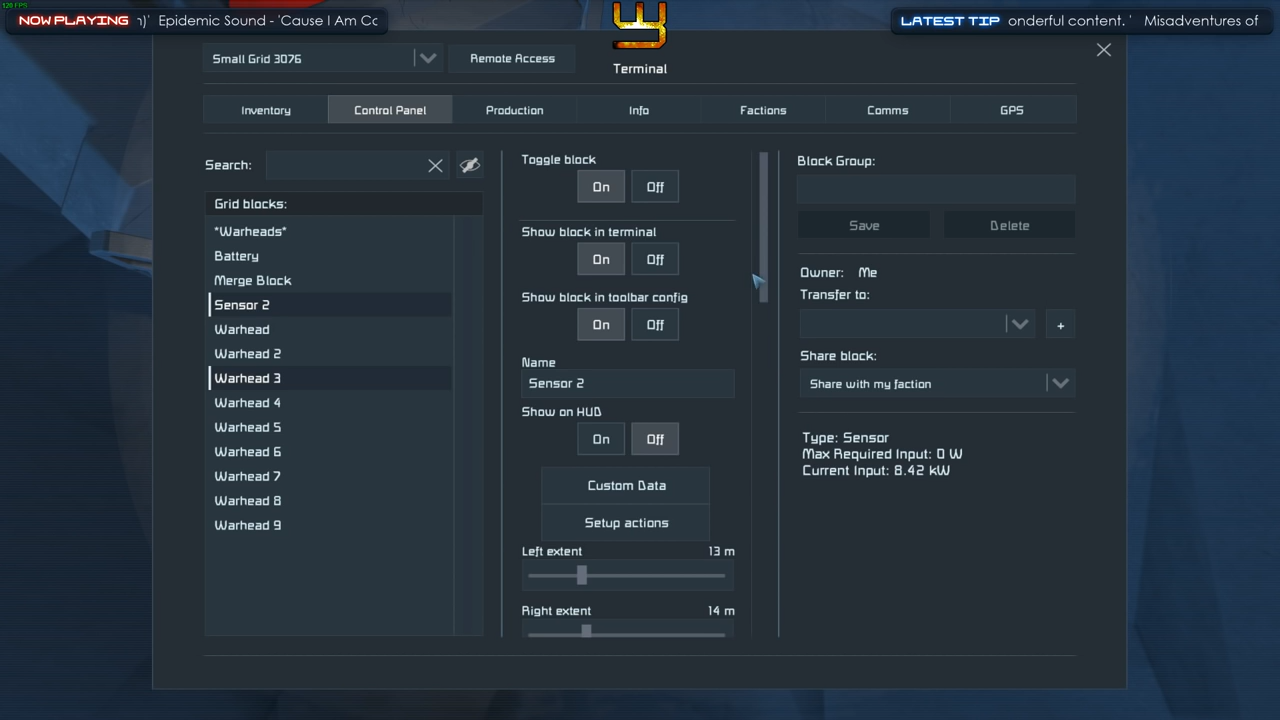 120 FPS
NOW PLAYING n)' Epidemic Sound - 'Cause I Am Cc
LATEST TIP onderful content. ' Misadventures of
Small Grid 3076
Remote Access
Terminal
Inventory
Control Panel
Production
Info
Factions
Comms
GPS
Search:
Grid blocks:
*Warheads*
Battery
Merge Block
Sensor 2
Warhead
Warhead 2
Warhead 3
Warhead 4
Warhead 5
Warhead 6
Warhead 7
Warhead 8
Warhead 9
Toggle block
On Off
Show block in terminal
On Off
Show block in toolbar config
On Off
Name
Sensor 2
Show on HUD
On Off
Custom Data
Setup actions
Left extent 13 m
Right extent 14 m
Block Group:
Save Delete
Owner: Me
Transfer to:
+
Share block:
Share with my faction
Type: Sensor
Max Required Input: 0 W
Current Input: 8.42 kW